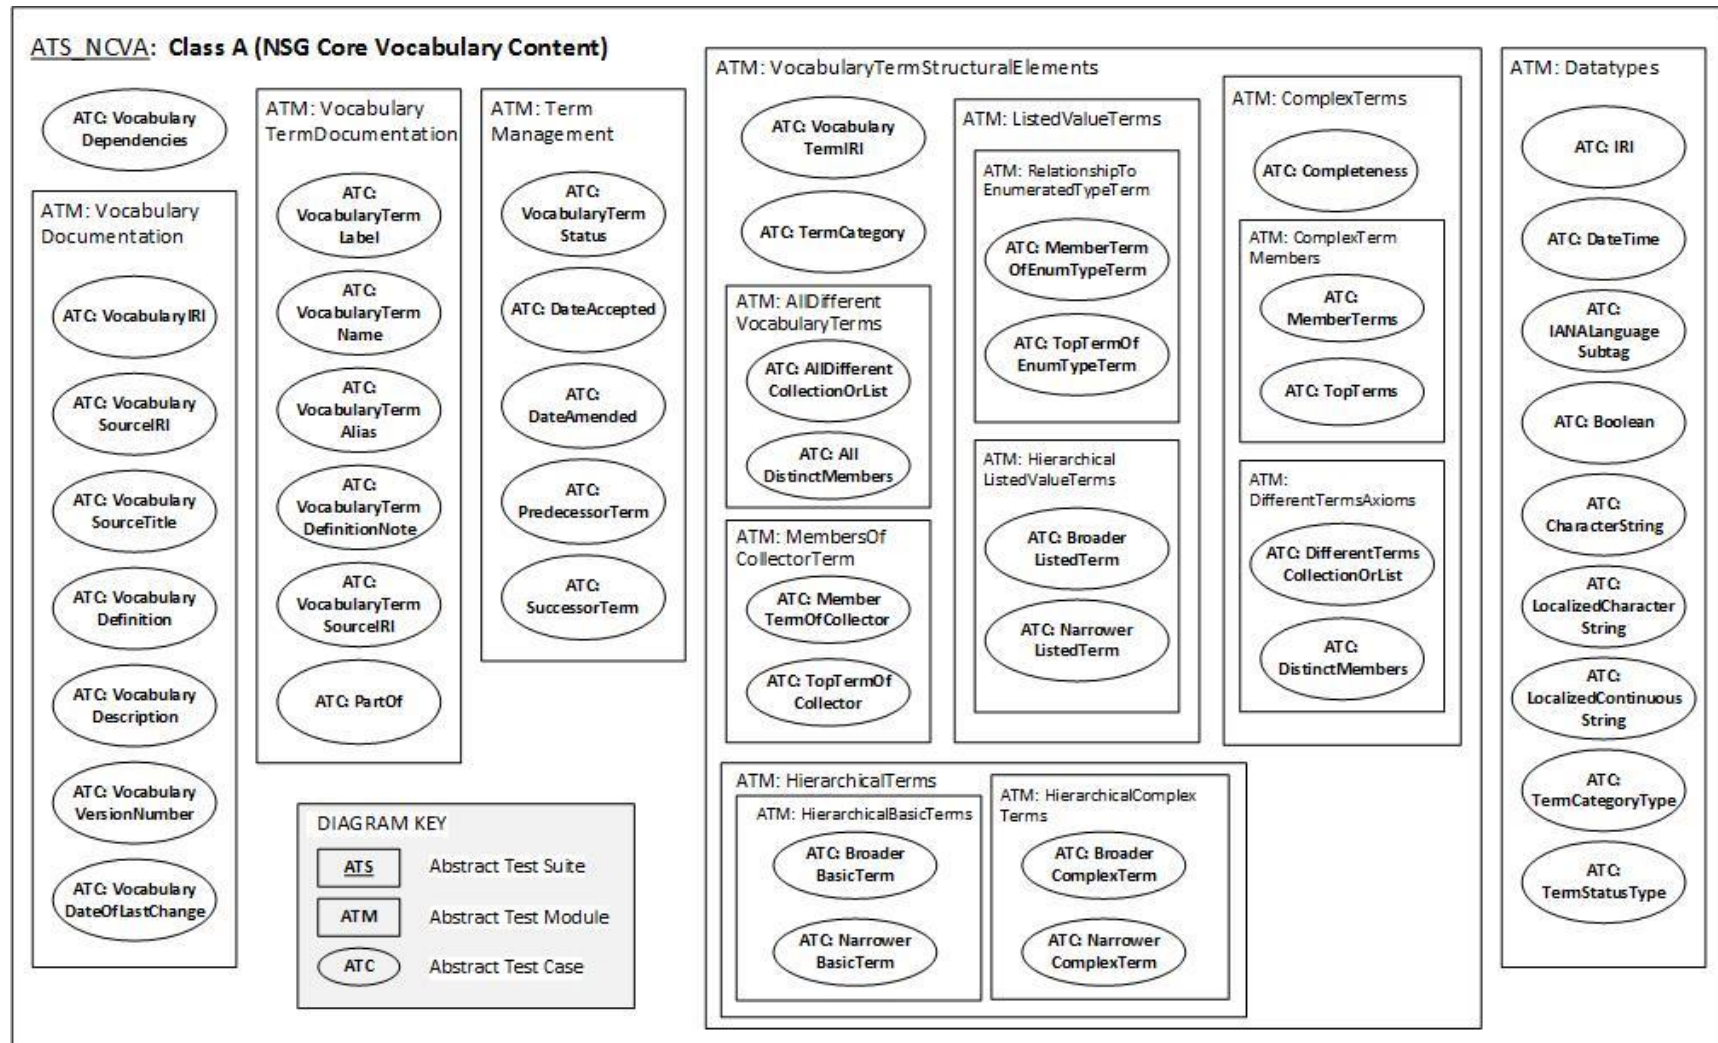 ATS_NCVA: Class A (NSG Core Vocabulary Content)
ATC: Vocabulary
Dependencies
ATM: Vocabulary
Documentation
ATC: VocabularyIRI
ATC: Vocabulary
SourceIRI
ATC: Vocabulary
SourceTitle
ATC: Vocabulary
Definition
ATC: Vocabulary
Description
ATC: Vocabulary
VersionNumber
ATC: Vocabulary
DateOfLastChange
ATM: Vocabulary
TermDocumentation
ATC:
VocabularyTerm
Label
ATC:
VocabularyTerm
Name
ATC:
VocabularyTerm
Alias
ATC:
VocabularyTerm
DefinitionNote
ATC:
VocabularyTerm
SourceIRI
ATC: PartOf
ATM: Term
Management
ATC:
VocabularyTerm
Status
ATC: DateAccepted
ATC:
DateAmended
ATC:
PredecessorTerm
ATC:
SuccessorTerm
DIAGRAM KEY
ATS Abstract Test Suite
ATM Abstract Test Module
ATC Abstract Test Case
ATM: VocabularyTermStructuralElements
ATC: Vocabulary
TermIRI
ATC: TermCategory
ATM: AllDifferent
VocabularyTerms
ATC: AllDifferent
CollectionOrList
ATC: All
DistinctMembers
ATM: MembersOf
CollectorTerm
ATC: Member
TermOfCollector
ATC: TopTermOf
Collector
ATM: ListedValueTerms
ATM: RelationshipTo
EnumeratedTypeTerm
ATC: MemberTerm
OfEnumTypeTerm
ATC: TopTermOf
EnumTypeTerm
ATM: Hierarchical
ListedValueTerms
ATC: Broader
ListedTerm
ATC: Narrower
ListedTerm
ATM: ComplexTerms
ATC: Completeness
ATM: ComplexTerm
Members
ATC:
MemberTerms
ATC: TopTerms
ATM:
DifferentTermsAxioms
ATC: DifferentTerms
CollectionOrList
ATC:
DistinctMembers
ATM: HierarchicalTerms
ATM: HierarchicalBasicTerms
ATC: Broader
BasicTerm
ATC: Narrower
BasicTerm
ATM: HierarchicalComplex
Terms
ATC: Broader
ComplexTerm
ATC: Narrower
ComplexTerm
ATM: Datatypes
ATC: IRI
ATC: DateTime
ATC:
IANALanguage
Subtag
ATC: Boolean
ATC:
CharacterString
ATC:
LocalizedCharacter
String
ATC:
LocalizedContinuous
String
ATC:
TermCategoryType
ATC:
TermStatusType